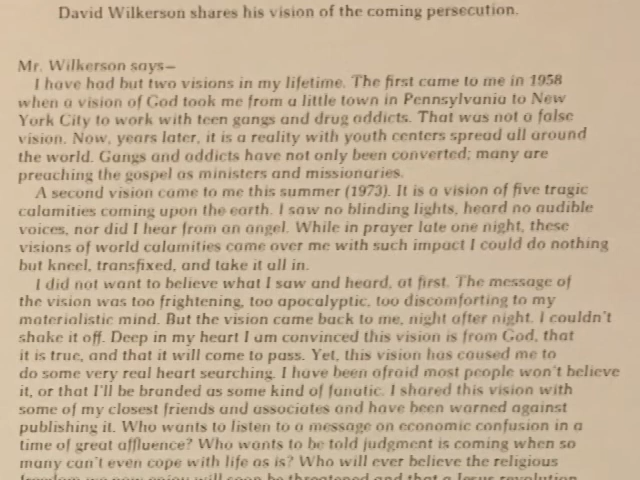 David Wilkerson shares his vision of the coming persecution.
Mr. Wilkerson says—
I have had but two visions in my lifetime. The first came to me in 1958
when a vision of God took me from a little town in Pennsylvania to New
York City to work with teen gangs and drug addicts. That was not a false
vision. Now, years later, it is a reality with youth centers spread all around
the world. Gangs and addicts have not only been converted; many are
preaching the gospel as ministers and missionaries.
A second vision came to me this summer (1973). It is a vision of five tragic
calamities coming upon the earth. I saw no blinding lights, heard no audible
voices, nor did I hear from an angel. While in prayer late one night, these
visions of world calamities came over me with such impact I could do nothing
but kneel, transfixed, and take it all in.
I did not want to believe what I saw and heard, at first. The message of
the vision was too frightening, too apocalyptic, too discomforting to my
materialistic mind. But the vision came back to me, night after night. I couldn't
shake it off. Deep in my heart I am convinced this vision is from God, that
it is true, and that it will come to pass. Yet, this vision has caused me to
do some very real heart searching. I have been afraid most people won't believe
it, or that I'll be branded as some kind of fanatic. I shared this vision with
some of my closest friends and associates and have been warned against
publishing it. Who wants to listen to a message on economic confusion in a
time of great affluence? Who wants to be told judgment is coming when so
many can't even cope with life as is? Who will ever believe the religious
freedom we now enjoy will soon be threatened and that a Jesus revolution